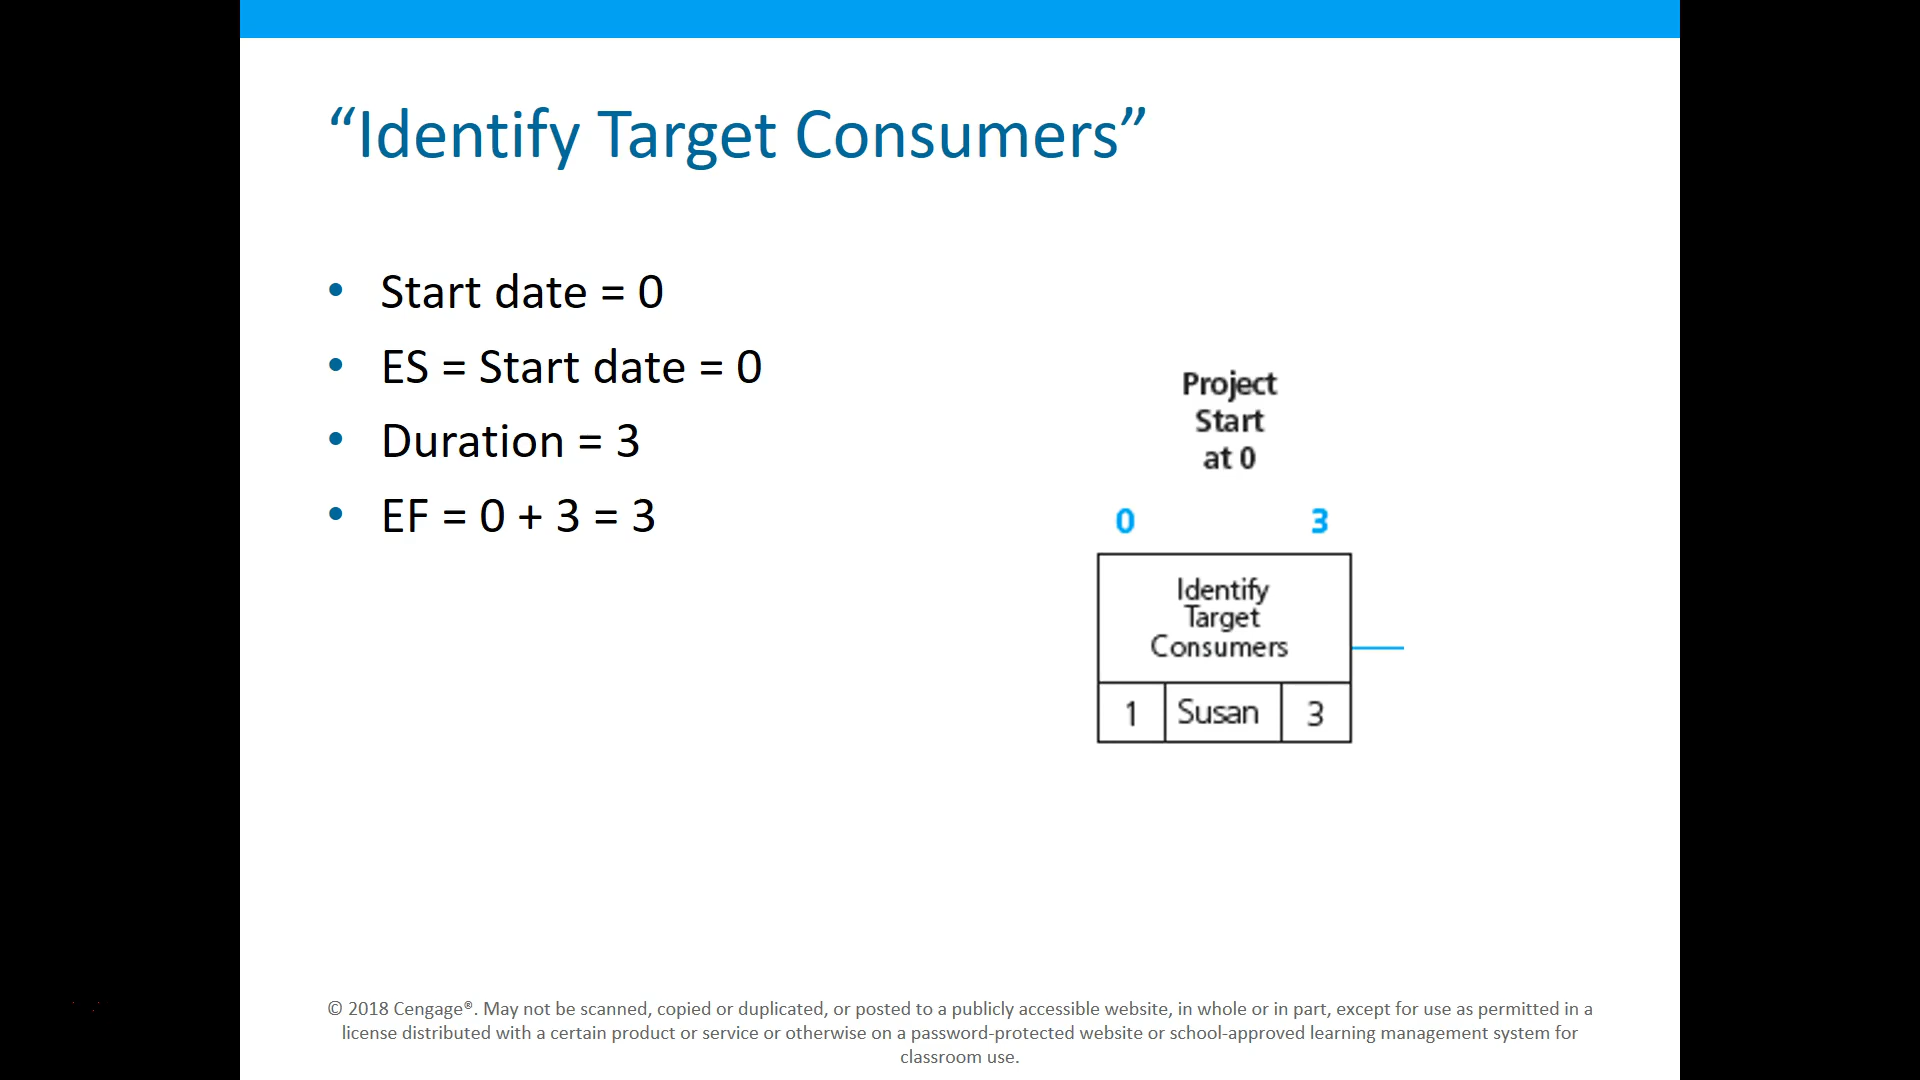 “Identify Target Consumers”
• Start date = 0
• ES = Start date = 0
• Duration = 3
• EF = 0 + 3 = 3
Project
Start
at 0
0 3
Identify
Target
Consumers
1 Susan 3
© 2018 Cengage®. May not be scanned, copied or duplicated, or posted to a publicly accessible website, in whole or in part, except for use as permitted in a
license distributed with a certain product or service or otherwise on a password-protected website or school-approved learning management system for
classroom use.